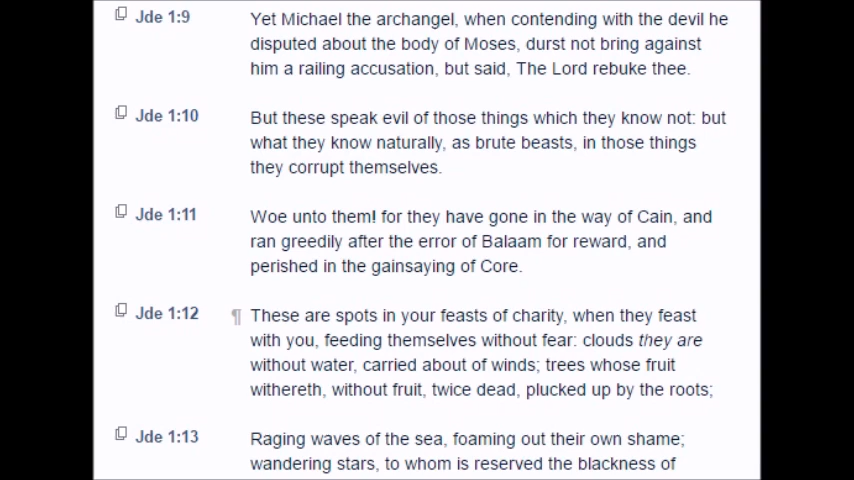 Jde 1:9 Yet Michael the archangel, when contending with the devil he
disputed about the body of Moses, durst not bring against
him a railing accusation, but said, The Lord rebuke thee.
Jde 1:10 But these speak evil of those things which they know not: but
what they know naturally, as brute beasts, in those things
they corrupt themselves.
Jde 1:11 Woe unto them! for they have gone in the way of Cain, and
ran greedily after the error of Balaam for reward, and
perished in the gainsaying of Core.
Jde 1:12 ¶ These are spots in your feasts of charity, when they feast
with you, feeding themselves without fear: clouds they are
without water, carried about of winds; trees whose fruit
withereth, without fruit, twice dead, plucked up by the roots;
Jde 1:13 Raging waves of the sea, foaming out their own shame;
wandering stars, to whom is reserved the blackness of